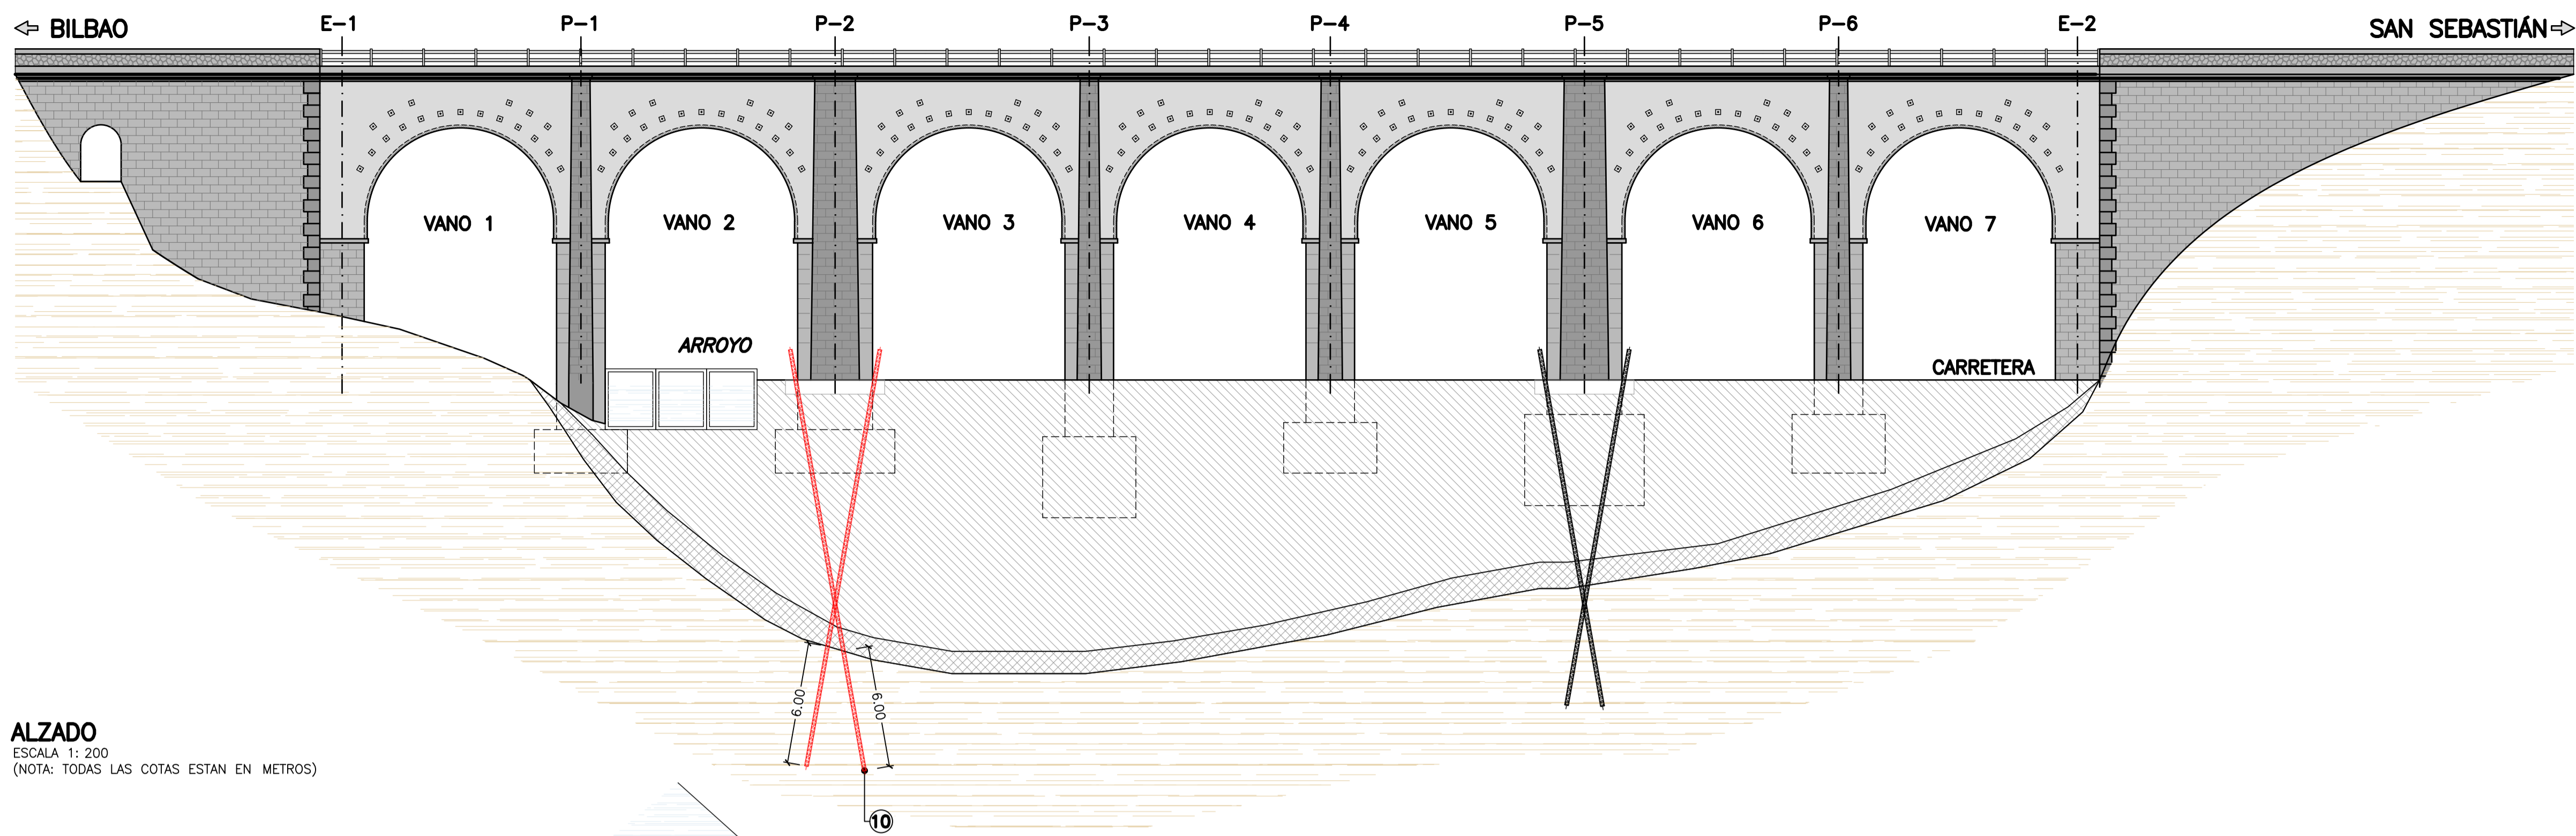 BILBAO
E-1
P-1
P-2
P-3
P-4
P-5
P-6
E-2
SAN SEBASTIÁN
VANO 1
VANO 2
VANO 3
VANO 4
VANO 5
VANO 6
VANO 7
ARROYO
CARRETERA
6.00
6.00
10
ALZADO
ESCALA 1: 200
(NOTA: TODAS LAS COTAS ESTAN EN METROS)